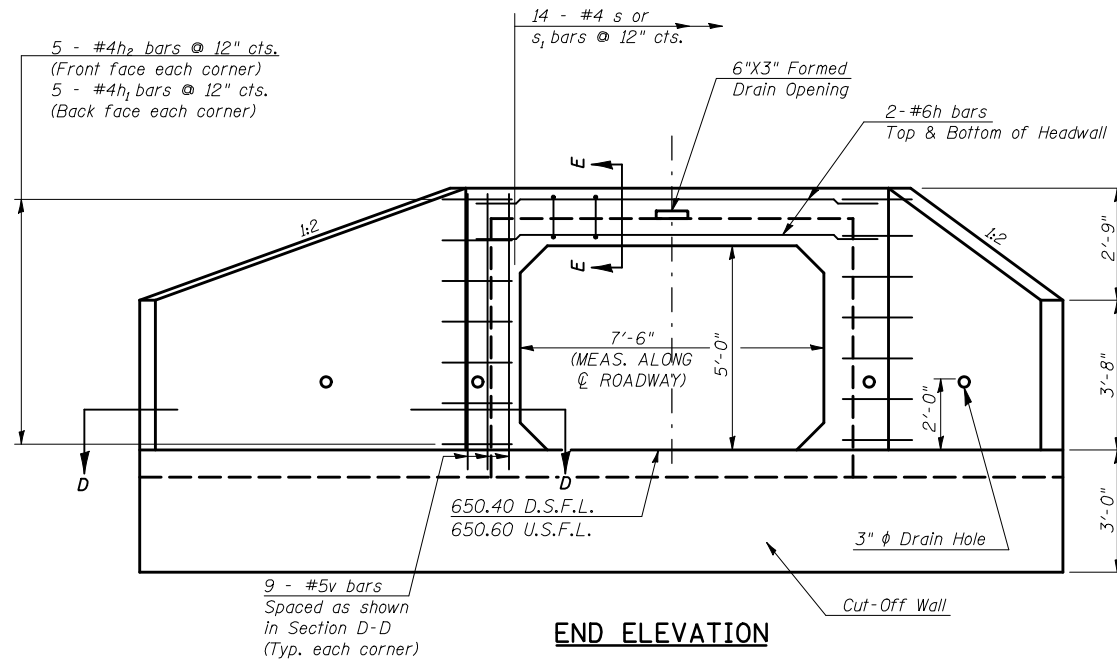 14 - #4 s or
s₁ bars @ 12" cts.
5 - #4h₂ bars @ 12" cts.
(Front face each corner)
5 - #4h₁ bars @ 12" cts.
(Back face each corner)
6"X3" Formed
Drain Opening
2-#6h bars
Top & Bottom of Headwall
E
E
1:2
1:2
2'-9"
7'-6"
(MEAS. ALONG
℄ ROADWAY)
5'-0"
3'-8"
2'-0"
D
D
650.40 D.S.F.L.
650.60 U.S.F.L.
3" ϕ Drain Hole
3'-0"
9 - #5v bars
Spaced as shown
in Section D-D
(Typ. each corner)
Cut-Off Wall
END ELEVATION